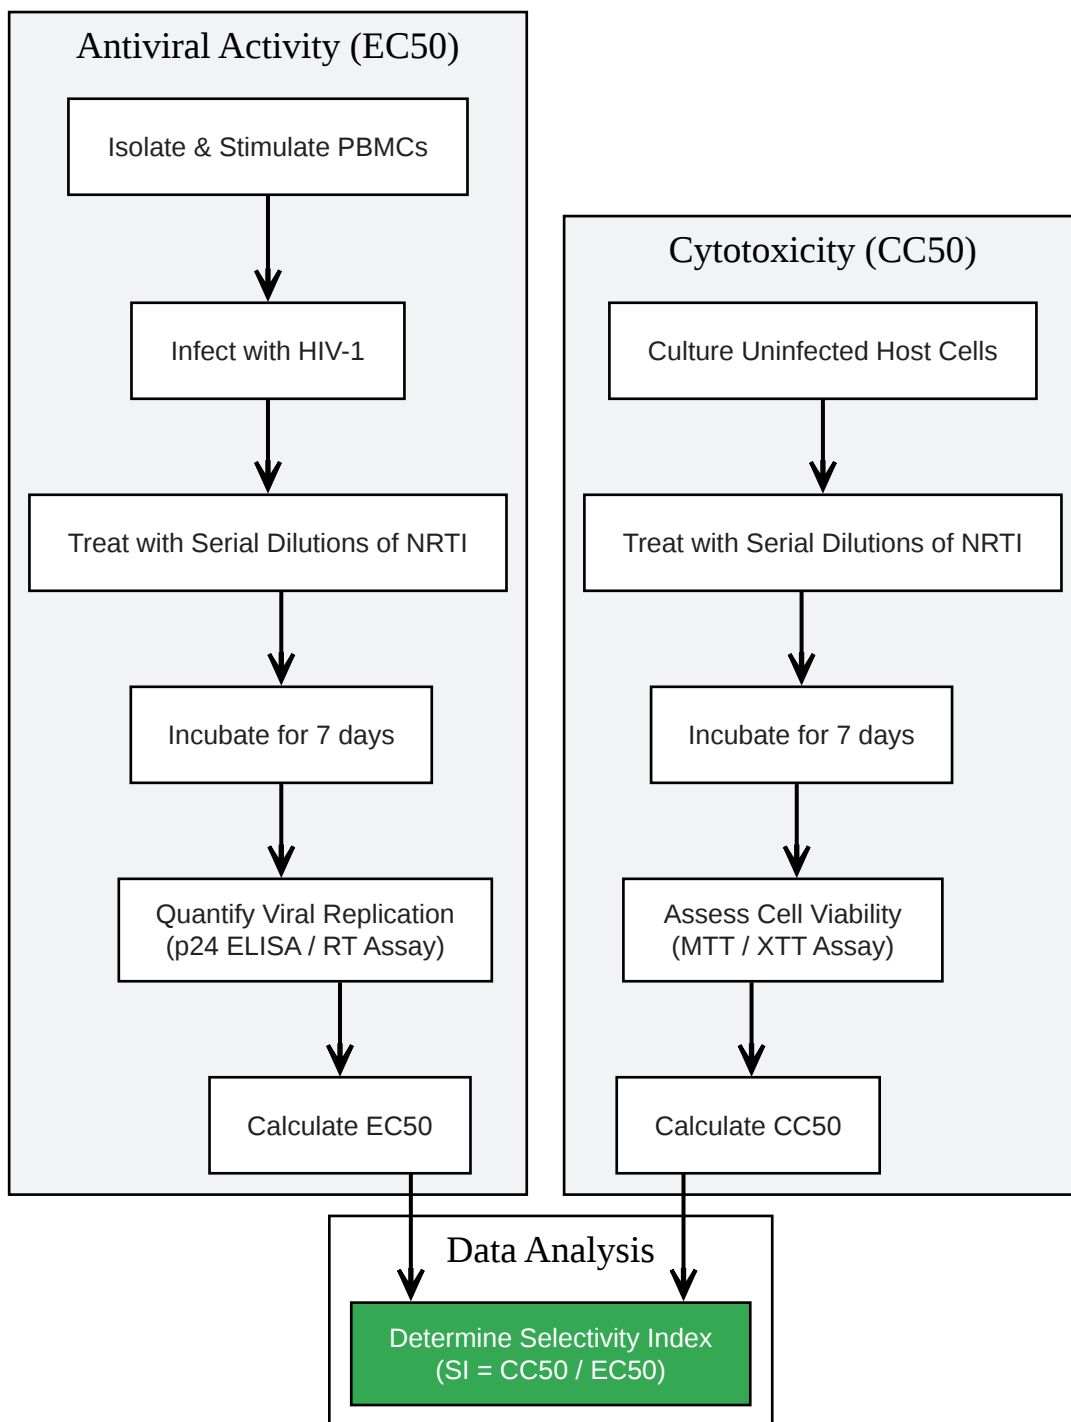 Antiviral Activity (EC50)
Isolate & Stimulate PBMCs
Infect with HIV-1
Treat with Serial Dilutions of NRTI
Incubate for 7 days
Quantify Viral Replication
(p24 ELISA / RT Assay)
Calculate EC50
Cytotoxicity (CC50)
Culture Uninfected Host Cells
Treat with Serial Dilutions of NRTI
Incubate for 7 days
Assess Cell Viability
(MTT / XTT Assay)
Calculate CC50
Data Analysis
Determine Selectivity Index
(SI = CC50 / EC50)